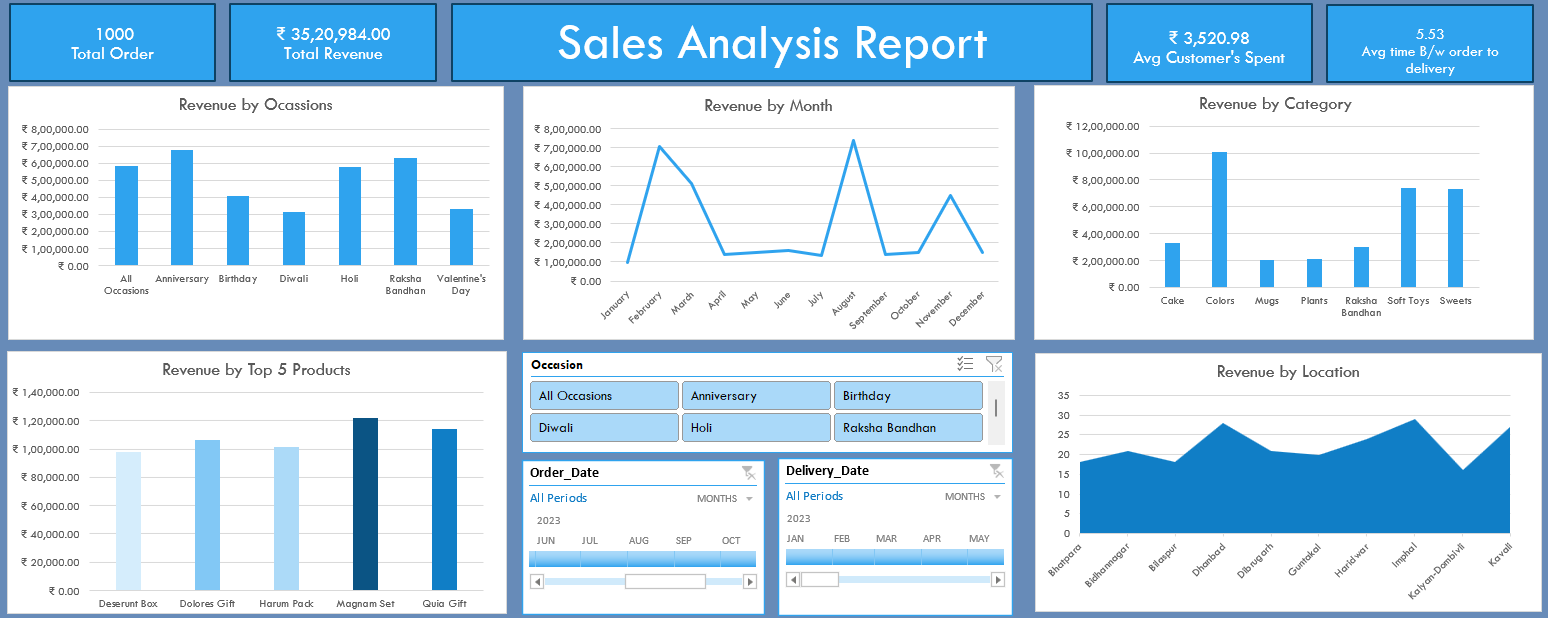 1000
Total Order
₹ 35,20,984.00
Total Revenue
Sales Analysis Report
₹ 3,520.98
Avg Customer's Spent
5.53
Avg time B/w order to
delivery
Revenue by Ocassions
₹ 8,00,000.00
₹ 7,00,000.00
₹ 6,00,000.00
₹ 5,00,000.00
₹ 4,00,000.00
₹ 3,00,000.00
₹ 2,00,000.00
₹ 1,00,000.00
₹ 0.00
All Occasions
Anniversary
Birthday
Diwali
Holi
Raksha Bandhan
Valentine's Day
Revenue by Month
₹ 8,00,000.00
₹ 7,00,000.00
₹ 6,00,000.00
₹ 5,00,000.00
₹ 4,00,000.00
₹ 3,00,000.00
₹ 2,00,000.00
₹ 1,00,000.00
₹ 0.00
January
February
March
April
May
June
July
August
September
October
November
December
Revenue by Category
₹ 12,00,000.00
₹ 10,00,000.00
₹ 8,00,000.00
₹ 6,00,000.00
₹ 4,00,000.00
₹ 2,00,000.00
₹ 0.00
Cake
Colors
Mugs
Plants
Raksha Bandhan
Soft Toys
Sweets
Revenue by Top 5 Products
₹ 1,40,000.00
₹ 1,20,000.00
₹ 1,00,000.00
₹ 80,000.00
₹ 60,000.00
₹ 40,000.00
₹ 20,000.00
₹ 0.00
Deserunt Box
Dolores Gift
Harum Pack
Magnam Set
Quia Gift
Occasion
All Occasions
Anniversary
Birthday
Diwali
Holi
Raksha Bandhan
Order_Date
All Periods
MONTHS
2023
JUN
JUL
AUG
SEP
OCT
Delivery_Date
All Periods
MONTHS
2023
JAN
FEB
MAR
APR
MAY
Revenue by Location
35
30
25
20
15
10
5
0
Bhatpara
Bidhannagar
Bilaspur
Dhanbad
Dibrugarh
Guntakal
Haridwar
Imphal
Kalyan-Dombivli
Kavali